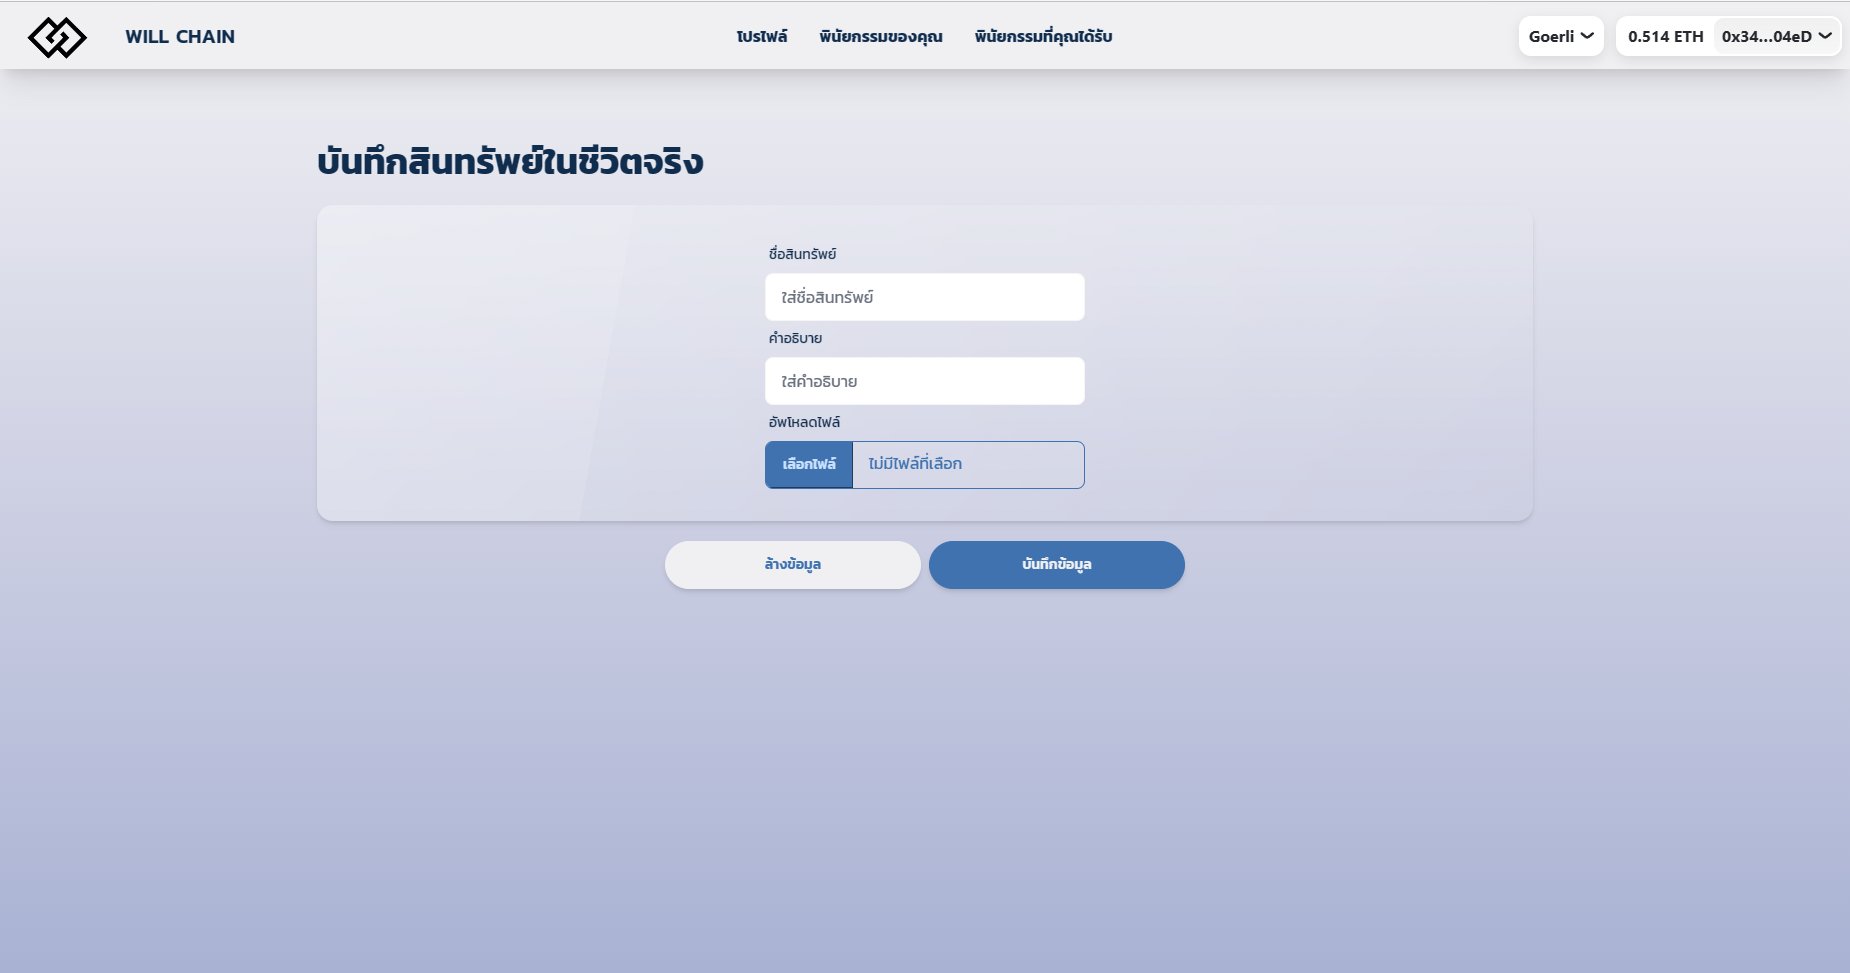 WILL CHAIN
โปรไฟล์
พินัยกรรมของคุณ
พินัยกรรมที่คุณได้รับ
Goerli
0.514 ETH
0x34...04eD
บันทึกสินทรัพย์ในชีวิตจริง
ชื่อสินทรัพย์
ใส่ชื่อสินทรัพย์
คำอธิบาย
ใส่คำอธิบาย
อัพโหลดไฟล์
เลือกไฟล์
ไม่มีไฟล์ที่เลือก
ล้างข้อมูล
บันทึกข้อมูล